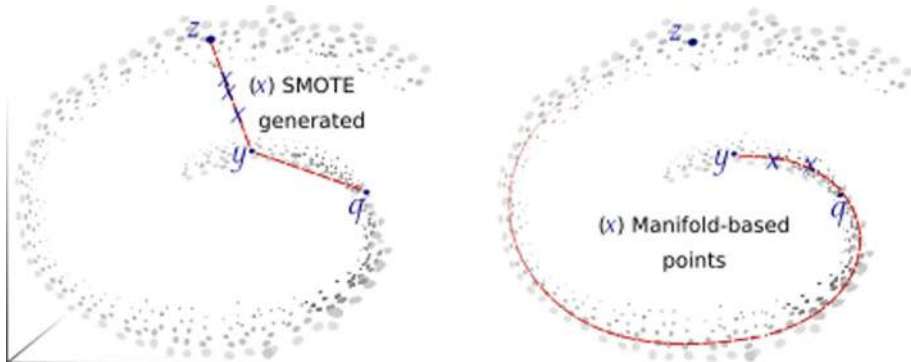 z
(x) SMOTE
generated
y
q
x
x
x
z
y
x
x
q
(x) Manifold-based
points